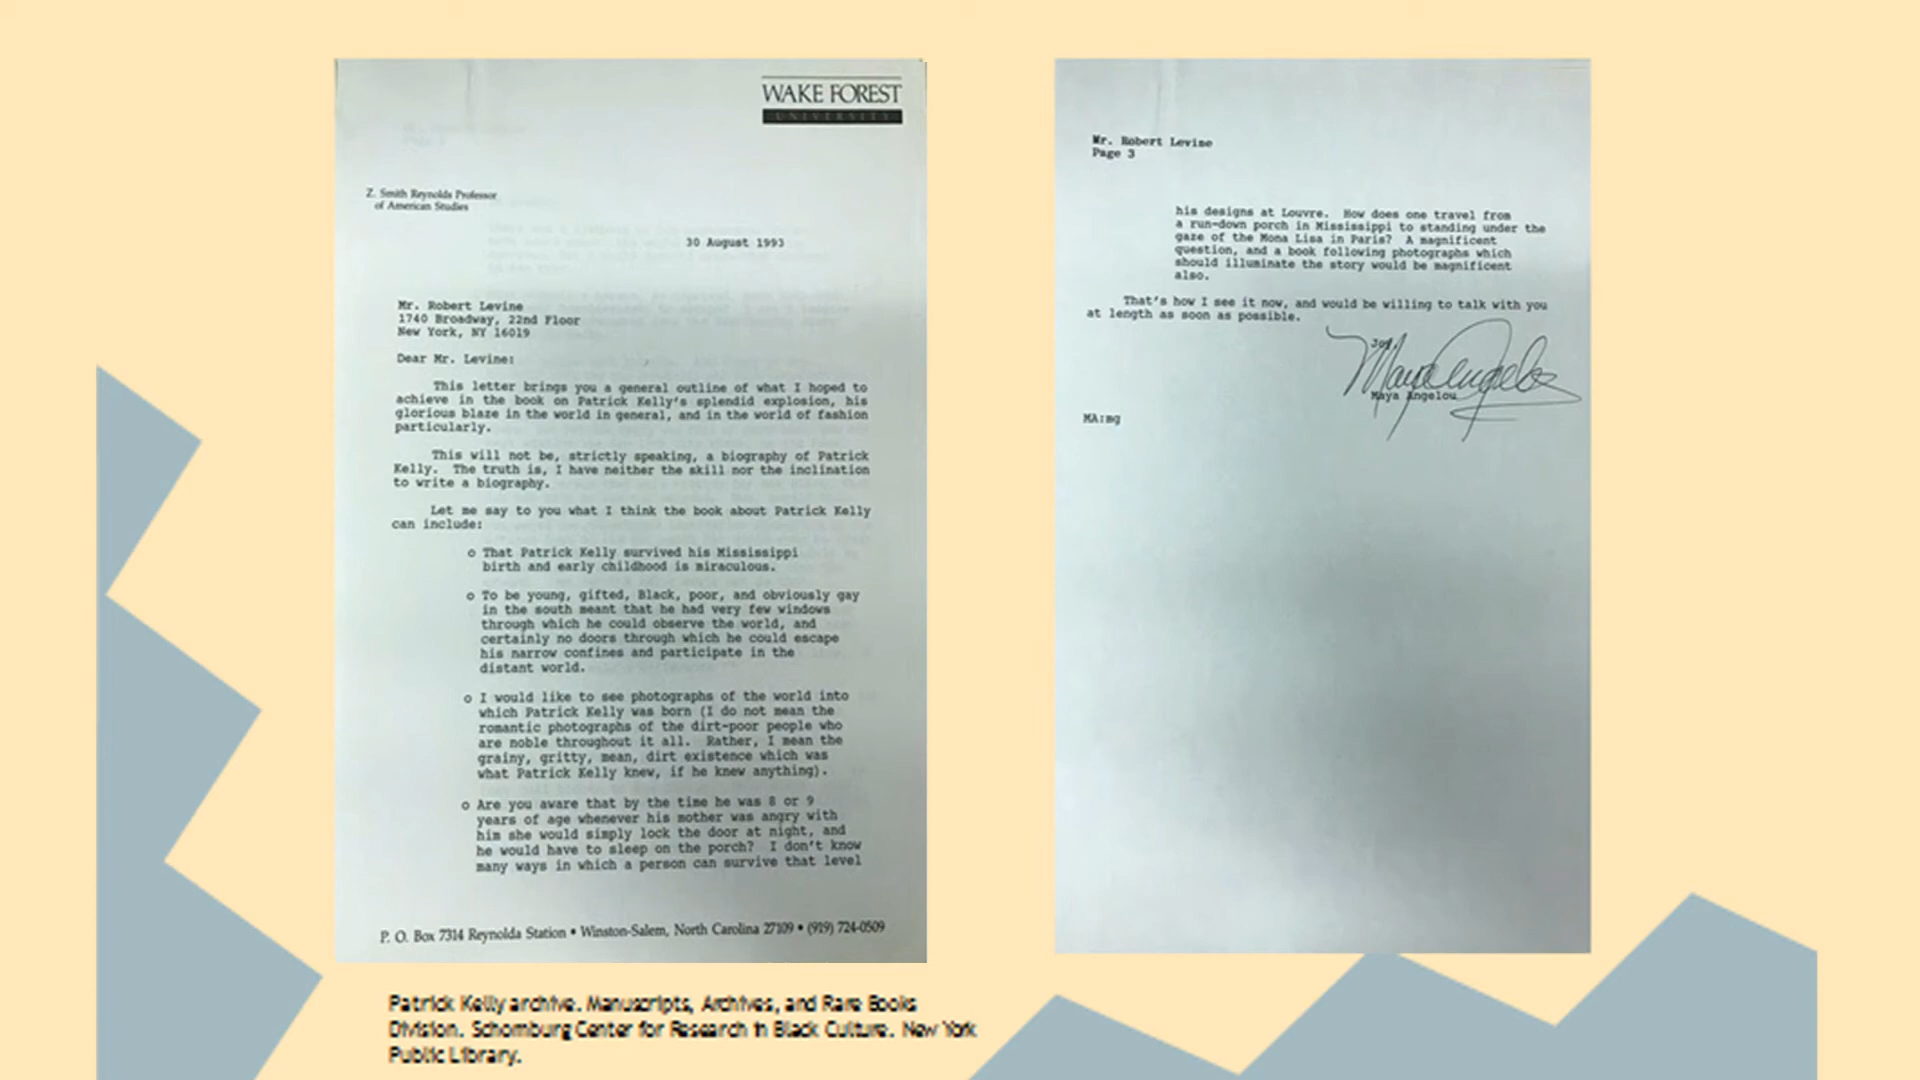 WAKE FOREST
UNIVERSITY
Z. Smith Reynolds Professor
of American Studies
30 August 1993
Mr. Robert Levine
1740 Broadway, 22nd Floor
New York, NY 16019
Dear Mr. Levine:
This letter brings you a general outline of what I hoped to
achieve in the book on Patrick Kelly's splendid explosion, his
glorious blaze in the world in general, and in the world of fashion
particularly.
This will not be, strictly speaking, a biography of Patrick
Kelly. The truth is, I have neither the skill nor the inclination
to write a biography.
Let me say to you what I think the book about Patrick Kelly
can include:
o That Patrick Kelly survived his Mississippi
birth and early childhood is miraculous.
o To be young, gifted, Black, poor, and obviously gay
in the south meant that he had very few windows
through which he could observe the world, and
certainly no doors through which he could escape
his narrow confines and participate in the
distant world.
o I would like to see photographs of the world into
which Patrick Kelly was born (I do not mean the
romantic photographs of the dirt-poor people who
are noble throughout it all. Rather, I mean the
grainy, gritty, mean, dirt existence which was
what Patrick Kelly knew, if he knew anything).
o Are you aware that by the time he was 8 or 9
years of age whenever his mother was angry with
him she would simply lock the door at night, and
he would have to sleep on the porch? I don't know
many ways in which a person can survive that level
P. O. Box 7314 Reynolda Station • Winston-Salem, North Carolina 27109 • (919) 724-0509
Mr. Robert Levine
Page 3
his designs at Louvre. How does one travel from
a run-down porch in Mississippi to standing under the
gaze of the Mona Lisa in Paris? A magnificent
question, and a book following photographs which
should illuminate the story would be magnificent
also.
That's how I see it now, and would be willing to talk with you
at length as soon as possible.
Joy,
Maya Angelou
Maya Angelou
MA:mg
Patrick Kelly archive. Manuscripts, Archives, and Rare Books
Division. Schomburg Center for Research in Black Culture. New York
Public Library.